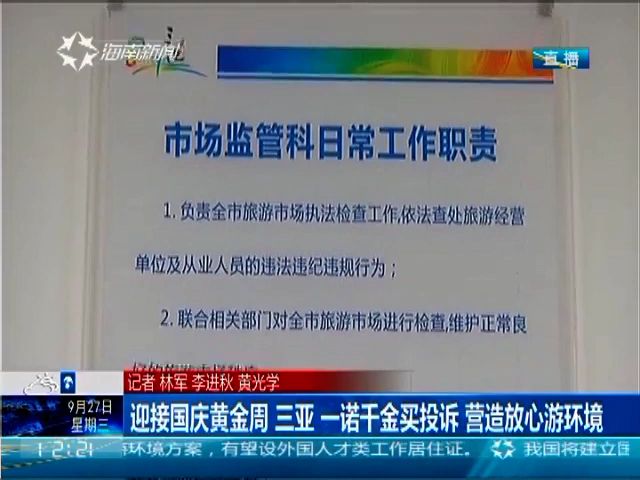 海南新闻
直播
市场监管科日常工作职责
1. 负责全市旅游市场执法检查工作,依法查处旅游经营
单位及从业人员的违法违纪违规行为；
2. 联合相关部门对全市旅游市场进行检查,维护正常良
记者 林军 李进秋 黄光学
9月27日
星期三
迎接国庆黄金周 三亚 一诺千金买投诉 营造放心游环境
12:21
环境方案，有望设外国人才类工作居住证。
我国将建立国